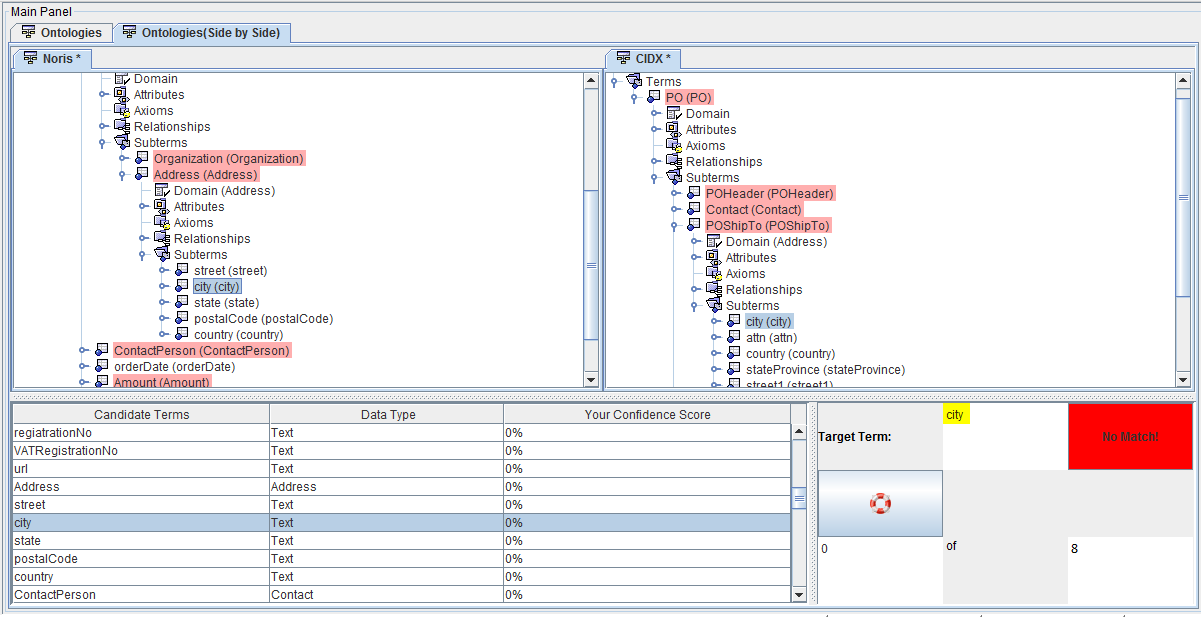 Main Panel
Ontologies
Ontologies(Side by Side)
Noris *
Domain
Attributes
Axioms
Relationships
Subterms
Organization (Organization)
Address (Address)
Domain (Address)
Attributes
Axioms
Relationships
Subterms
street (street)
city (city)
state (state)
postalCode (postalCode)
country (country)
ContactPerson (ContactPerson)
orderDate (orderDate)
Amount (Amount)
CIDX *
Terms
PO (PO)
Domain
Attributes
Axioms
Relationships
Subterms
POHeader (POHeader)
Contact (Contact)
POShipTo (POShipTo)
Domain (Address)
Attributes
Axioms
Relationships
Subterms
city (city)
attn (attn)
country (country)
stateProvince (stateProvince)
street1 (street1)
Candidate Terms Data Type Your Confidence Score
regiatrationNo Text 0%
VATRegistrationNo Text 0%
url Text 0%
Address Address 0%
street Text 0%
city Text 0%
state Text 0%
postalCode Text 0%
country Text 0%
ContactPerson Contact 0%
Target Term:
city
No Match!
0 of 8